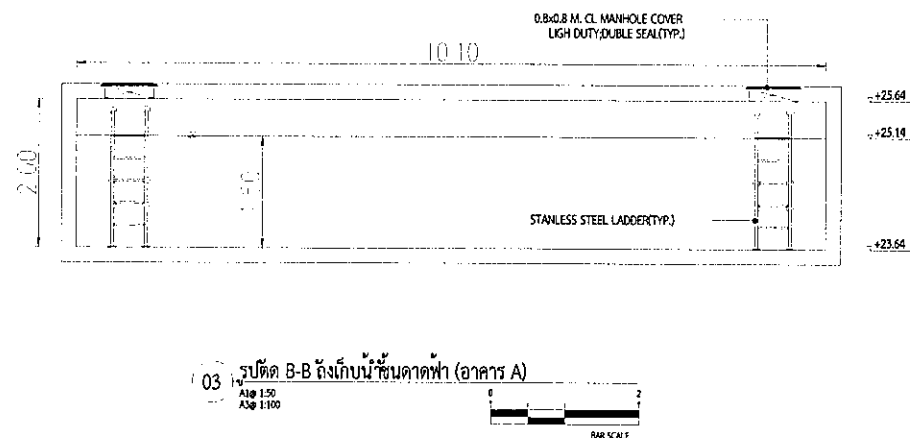 0.8x0.8 M. CI. MANHOLE COVER
LIGH DUTY;DUBLE SEAL(TYP.)
10.10
+25.64
+25.14
2.00
1.50
STANLESS STEEL LADDER(TYP.)
+23.64
03 รูปตัด B-B ถังเก็บน้ำชั้นดาดฟ้า (อาคาร A)
A1@ 1:50
A3@ 1:100
0 2
BAR SCALE